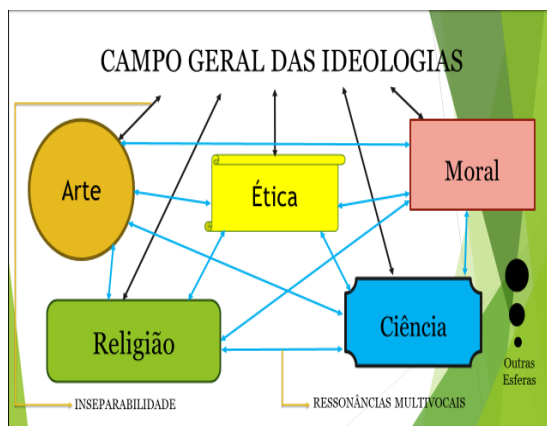 CAMPO GERAL DAS IDEOLOGIAS
Arte
Ética
Moral
Religião
Ciência
Outras
Esferas
INSEPARABILIDADE
RESSONÂNCIAS MULTIVOCAIS